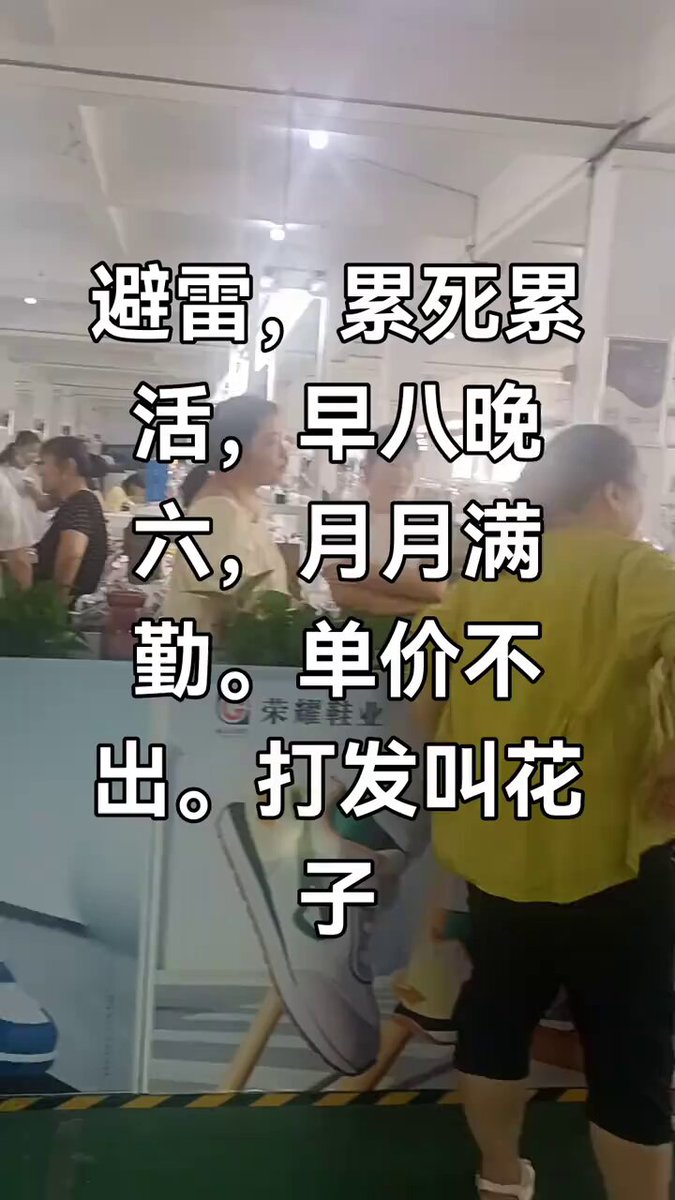 避雷，累死累
活，早八晚
六，月月满
勤。单价不
出。打发叫花
子
荣耀鞋业